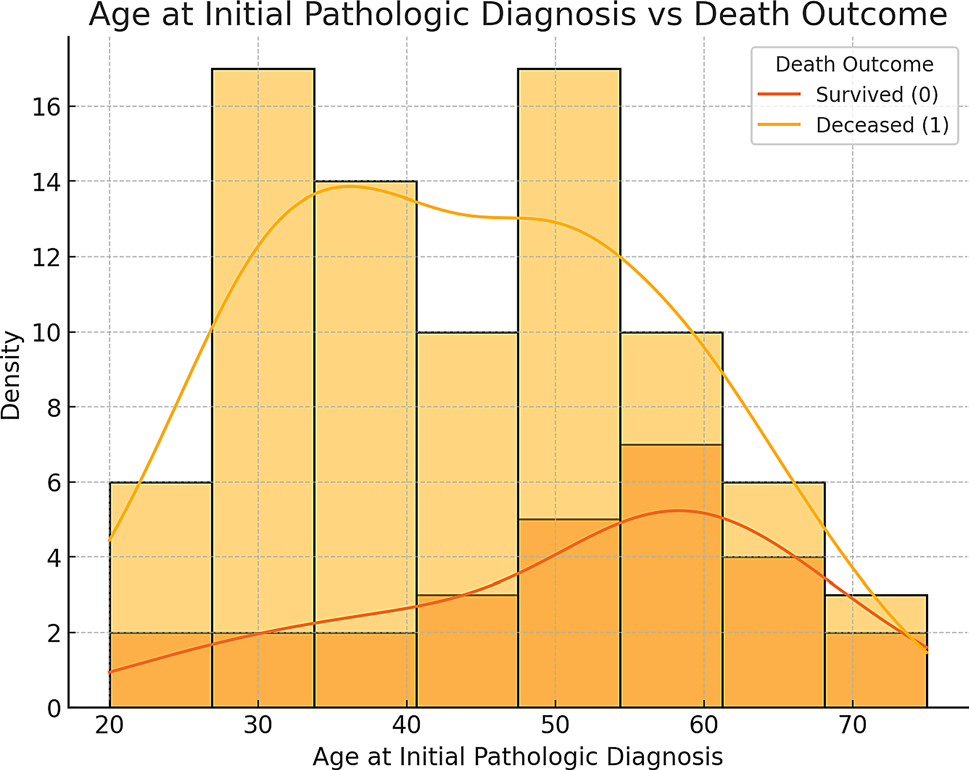 Age at Initial Pathologic Diagnosis vs Death Outcome
Death Outcome
Survived (0)
Deceased (1)
Density
16
14
12
10
8
6
4
2
0
20 30 40 50 60 70
Age at Initial Pathologic Diagnosis